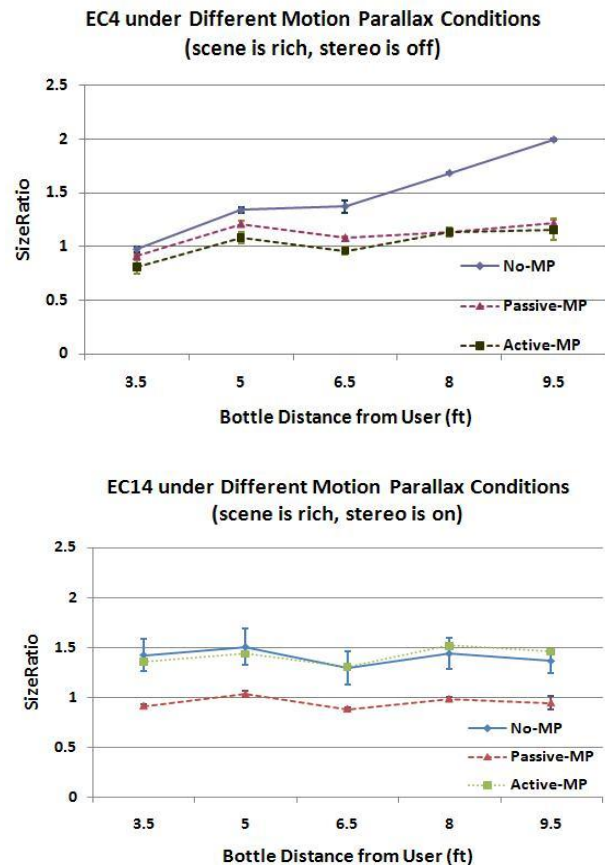 EC4 under Different Motion Parallax Conditions
(scene is rich, stereo is off)
2.5
2
1.5
1
0.5
0
SizeRatio
No-MP
Passive-MP
Active-MP
3.5 5 6.5 8 9.5
Bottle Distance from User (ft)
EC14 under Different Motion Parallax Conditions
(scene is rich, stereo is on)
2.5
2
1.5
1
0.5
0
SizeRatio
No-MP
Passive-MP
Active-MP
3.5 5 6.5 8 9.5
Bottle Distance from User (ft)